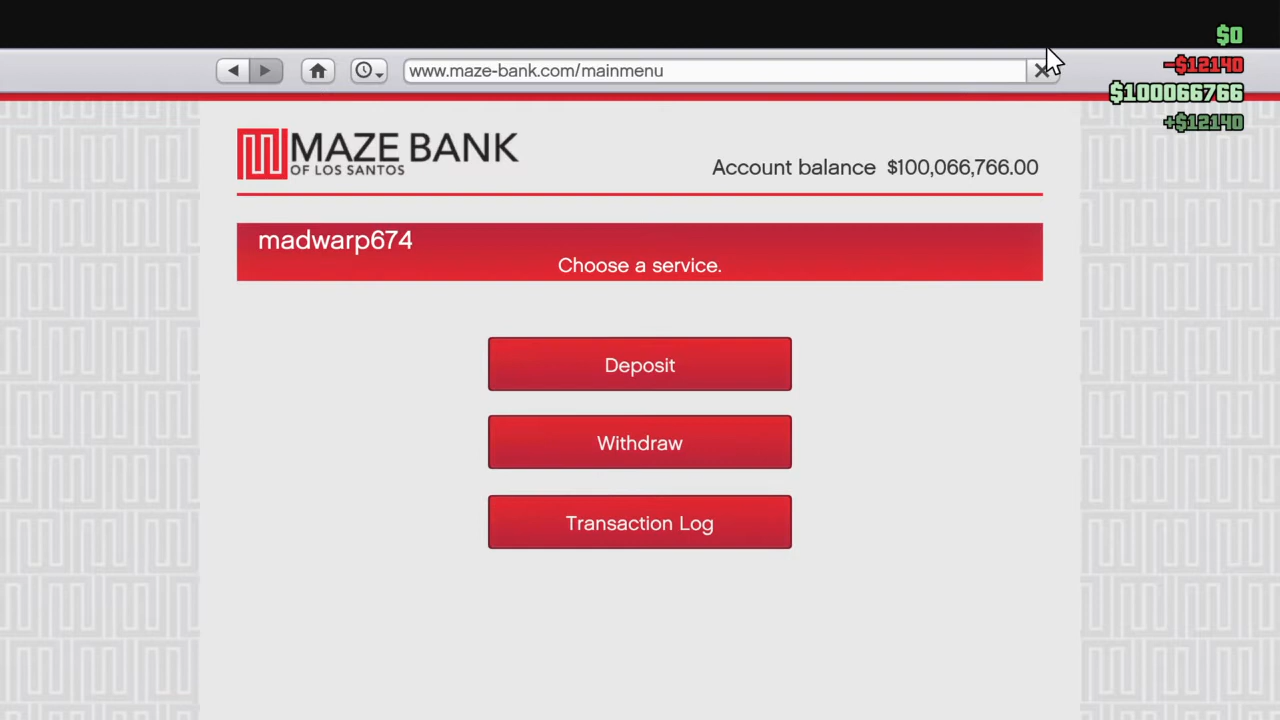 $0
-$12140
$100066766
+$12140
www.maze-bank.com/mainmenu
MAZE BANK
OF LOS SANTOS
Account balance $100,066,766.00
madwarp674
Choose a service.
Deposit
Withdraw
Transaction Log